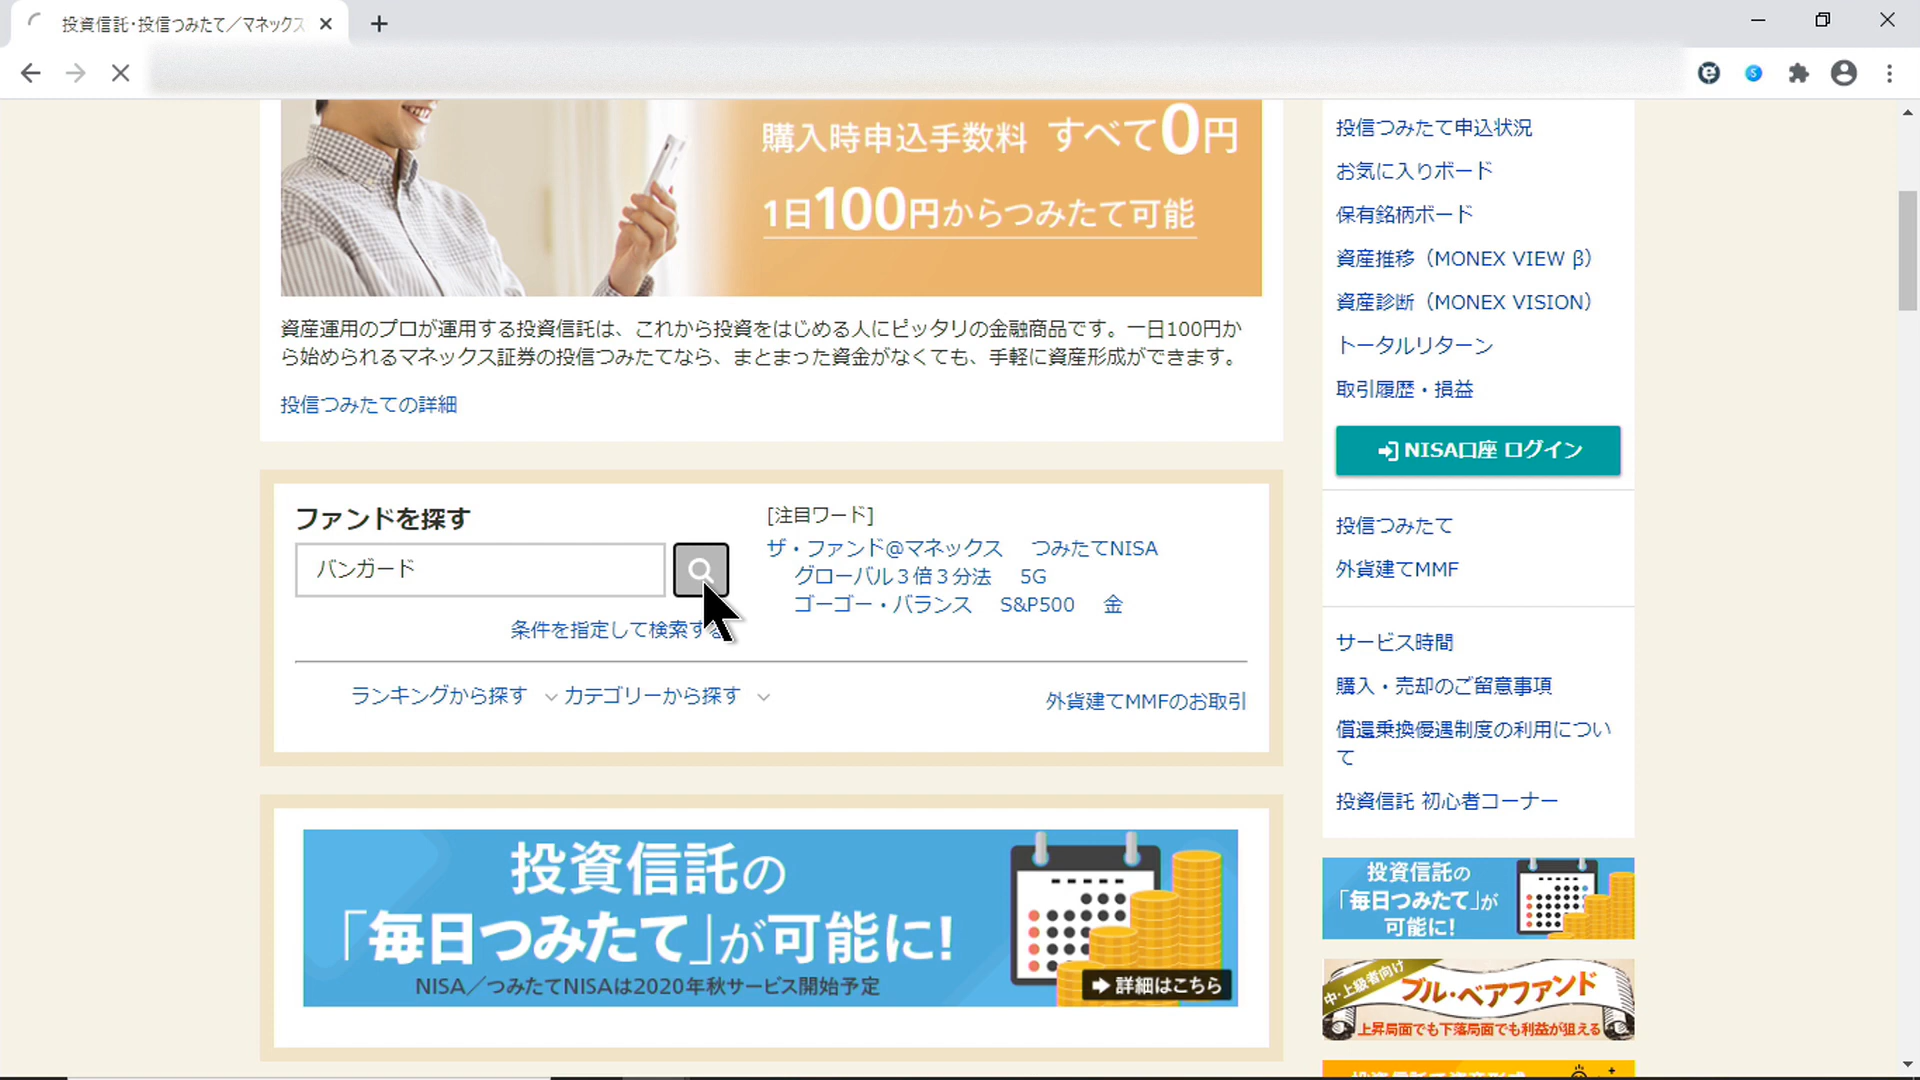 投資信託・投信つみたて／マネックス
購入時申込手数料 すべて0円
1日100円からつみたて可能
資産運用のプロが運用する投資信託は、これから投資をはじめる人にピッタリの金融商品です。一日100円か
ら始められるマネックス証券の投信つみたてなら、まとまった資金がなくても、手軽に資産形成ができます。
投信つみたての詳細
ファンドを探す
バンガード
条件を指定して検索する
[注目ワード]
ザ・ファンド@マネックス つみたてNISA
グローバル３倍３分法 5G
ゴーゴー・バランス S&P500 金
ランキングから探す カテゴリーから探す
外貨建てMMFのお取引
投資信託の
「毎日つみたて」が可能に!
NISA／つみたてNISAは2020年秋サービス開始予定
詳細はこちら
投信つみたて申込状況
お気に入りボード
保有銘柄ボード
資産推移（MONEX VIEW β）
資産診断（MONEX VISION）
トータルリターン
取引履歴・損益
NISA口座 ログイン
投信つみたて
外貨建てMMF
サービス時間
購入・売却のご留意事項
償還乗換優遇制度の利用につい
て
投資信託 初心者コーナー
投資信託の
「毎日つみたて」が
可能に!
中・上級者向け
ブル・ベアファンド
上昇局面でも下落局面でも利益が狙える